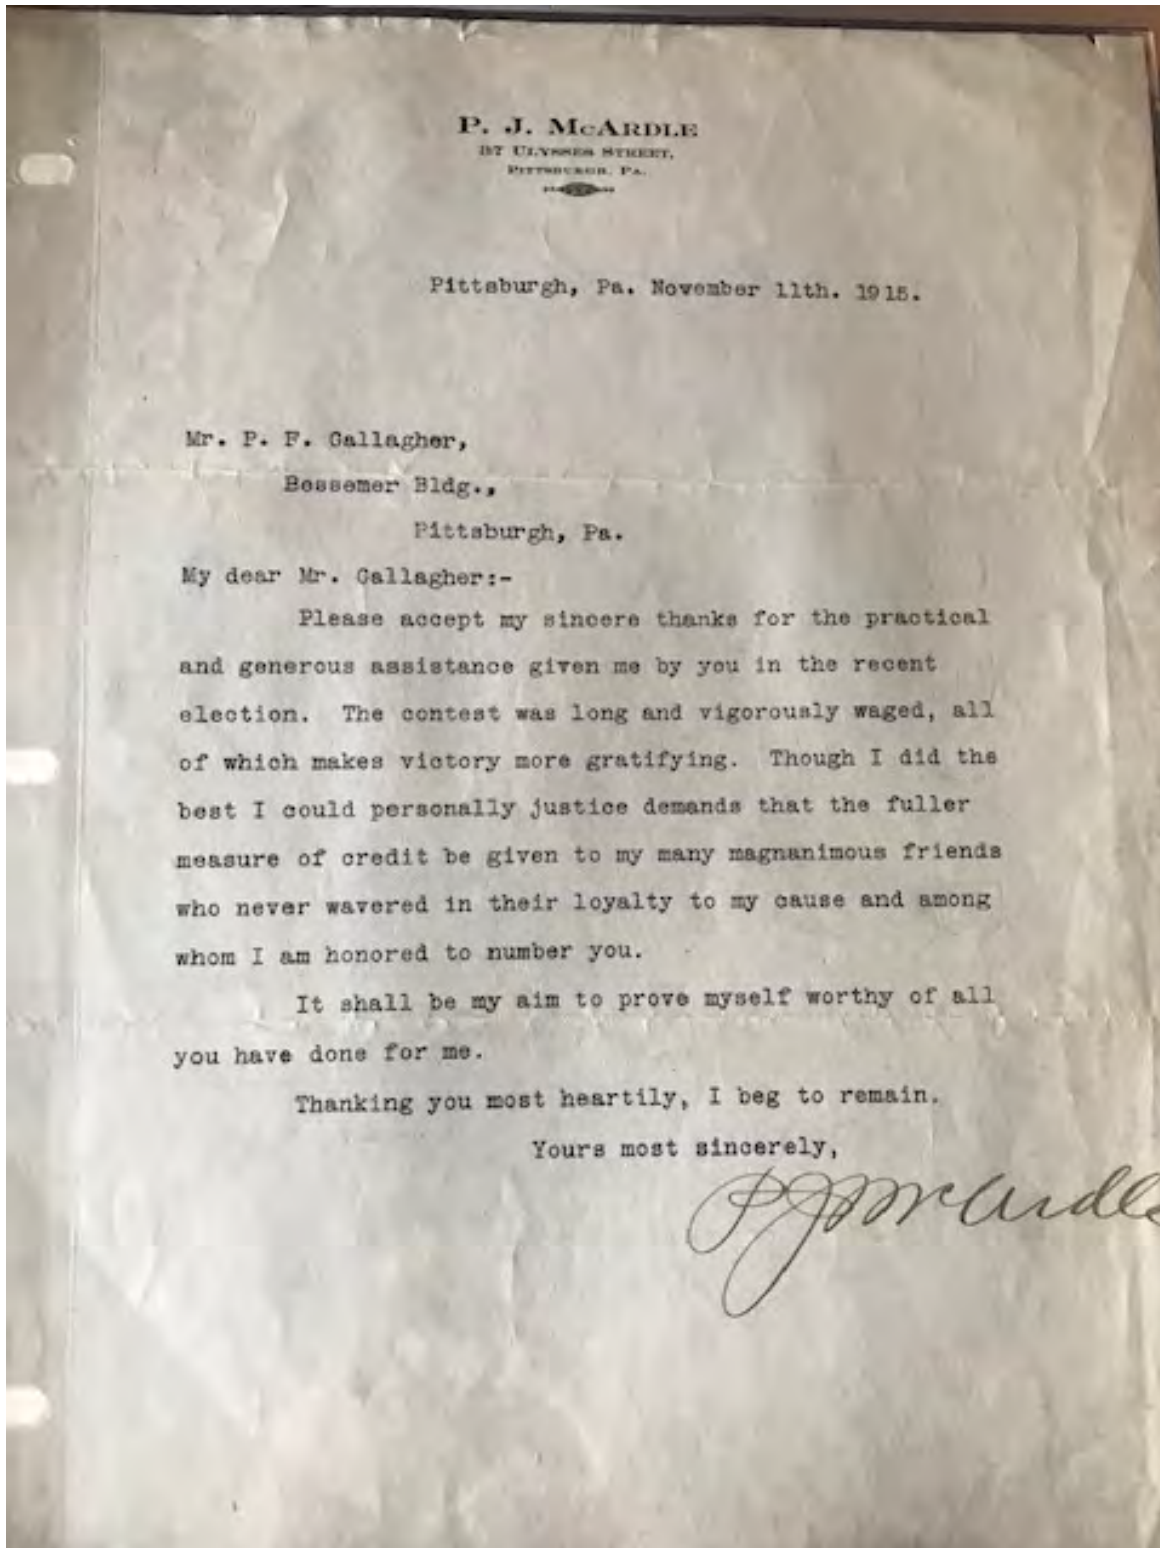 P. J. McARDLE
ULYSSES STREET,
PITTSBURGH, PA.
Pittsburgh, Pa. November 11th. 1915.
Mr. P. F. Gallagher,
Bessemer Bldg.,
Pittsburgh, Pa.
My dear Mr. Gallagher:-
Please accept my sincere thanks for the practical
and generous assistance given me by you in the recent
election. The contest was long and vigorously waged, all
of which makes victory more gratifying. Though I did the
best I could personally justice demands that the fuller
measure of credit be given to my many magnanimous friends
who never wavered in their loyalty to my cause and among
whom I am honored to number you.
It shall be my aim to prove myself worthy of all
you have done for me.
Thanking you most heartily, I beg to remain.
Yours most sincerely,
P J McArdle